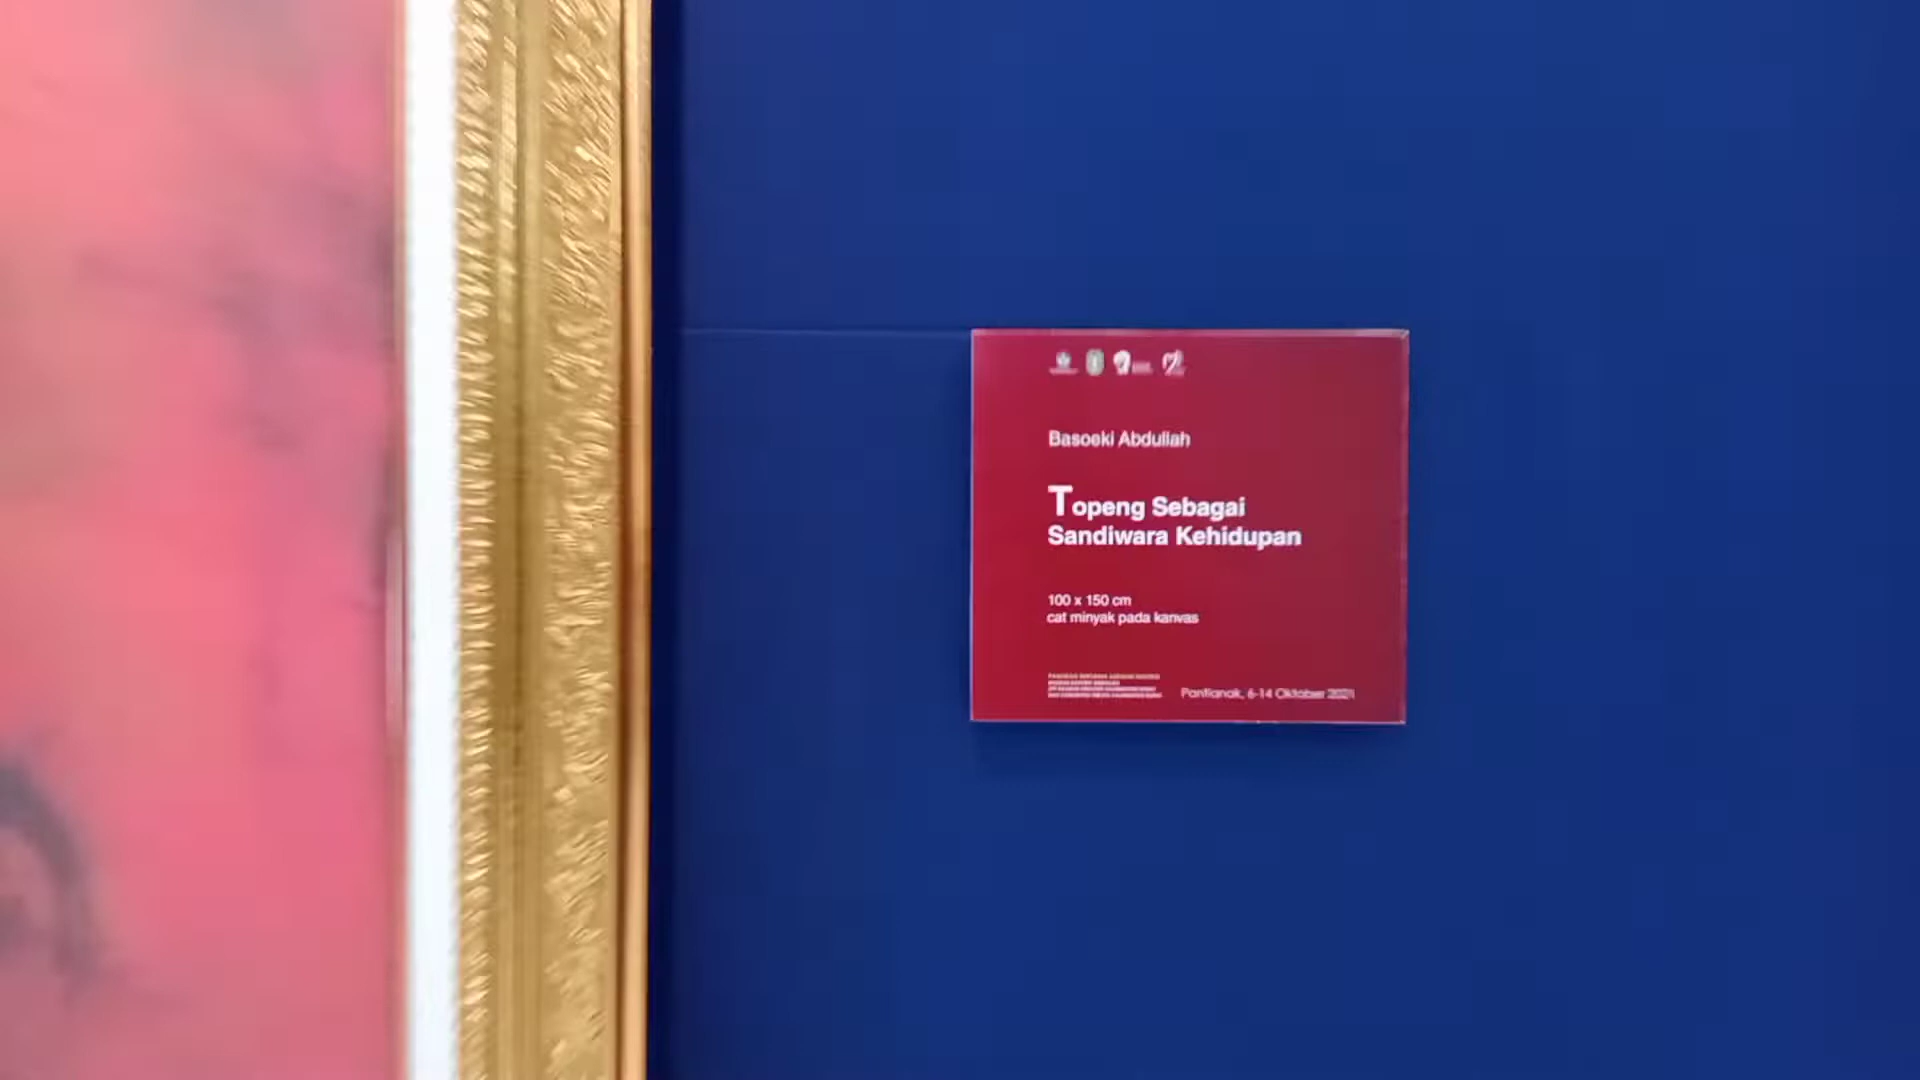 Basoeki Abdullah
Topeng Sebagai
Sandiwara Kehidupan
100 x 150 cm
cat minyak pada kanvas
Pontianak, 6-14 Oktober 2021